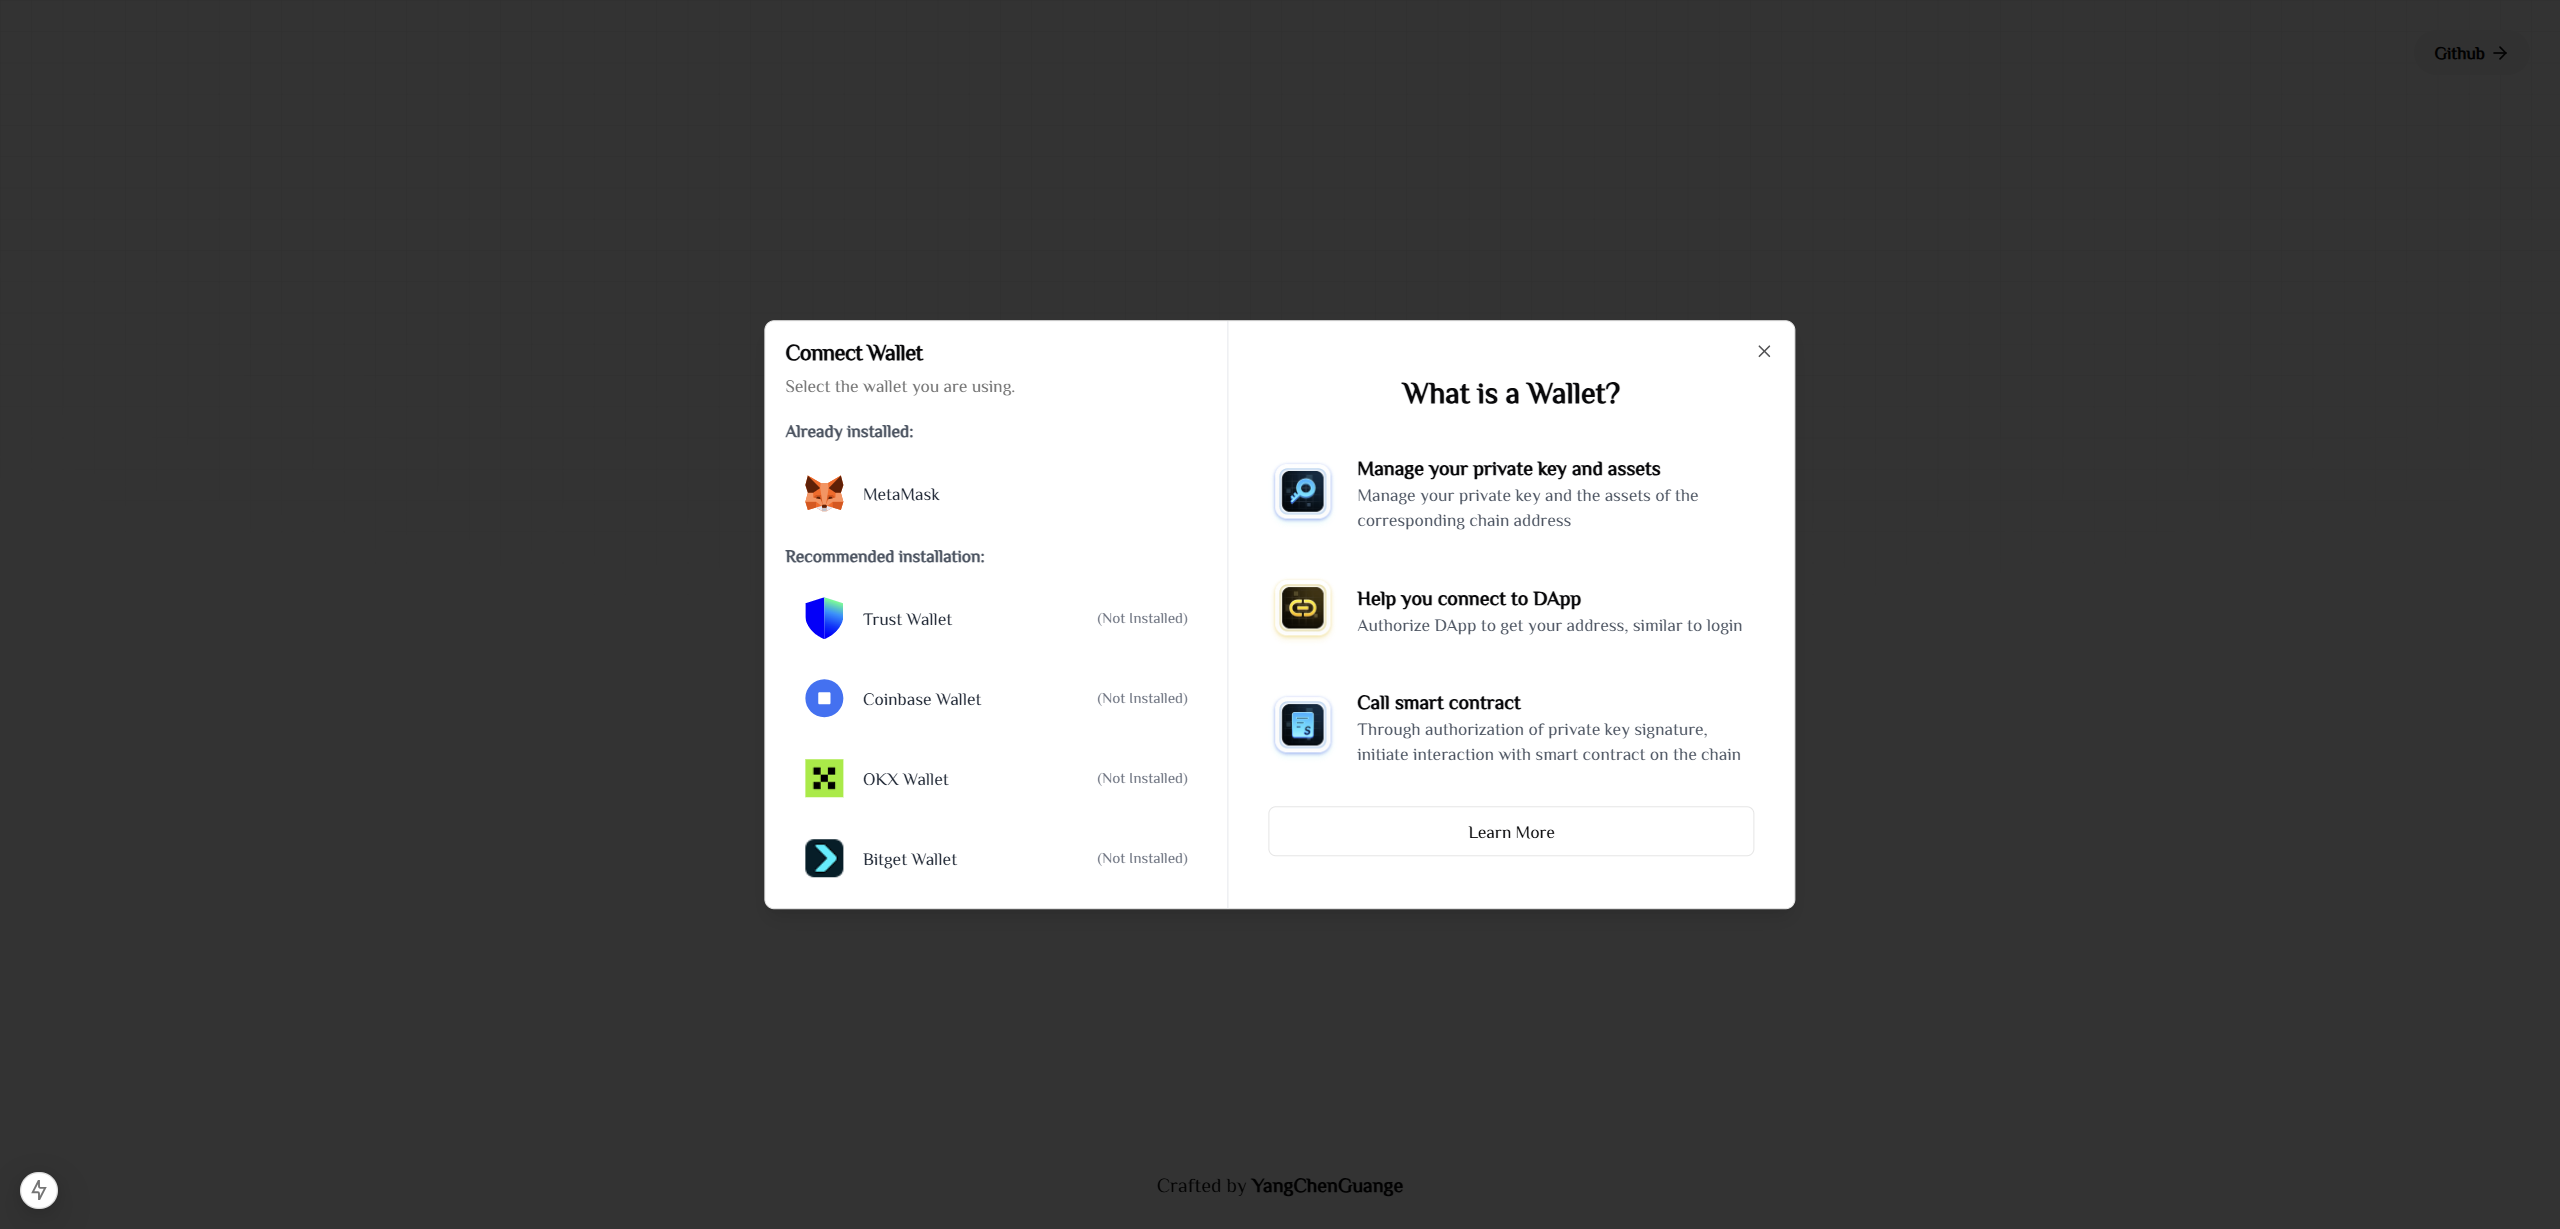 Github
Connect Wallet
Select the wallet you are using.
Already installed:
MetaMask
Recommended installation:
Trust Wallet (Not Installed)
Coinbase Wallet (Not Installed)
OKX Wallet (Not Installed)
Bitget Wallet (Not Installed)
What is a Wallet?
Manage your private key and assets
Manage your private key and the assets of the
corresponding chain address
Help you connect to DApp
Authorize DApp to get your address, similar to login
Call smart contract
Through authorization of private key signature,
initiate interaction with smart contract on the chain
Learn More
Crafted by YangChenGuange